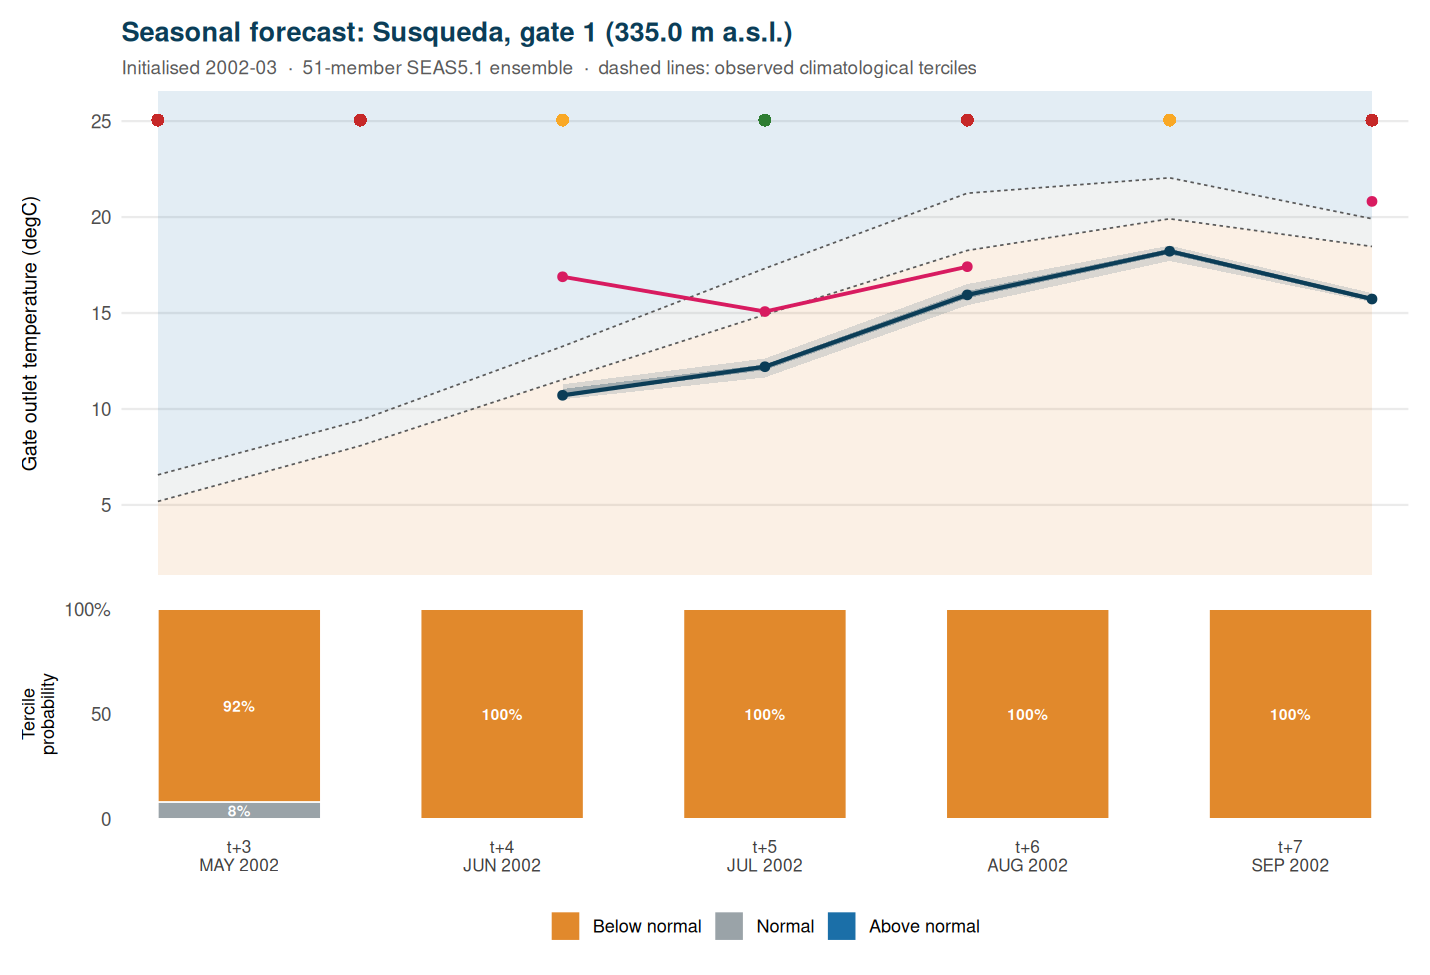 Seasonal forecast: Susqueda, gate 1 (335.0 m a.s.l.)
Initialised 2002-03 · 51-member SEAS5.1 ensemble · dashed lines: observed climatological terciles
Gate outlet temperature (degC)
25
20
15
10
5
Tercile
probability
100%
50
0
92%
8%
100%
100%
100%
100%
t+3
MAY 2002
t+4
JUN 2002
t+5
JUL 2002
t+6
AUG 2002
t+7
SEP 2002
Below normal
Normal
Above normal